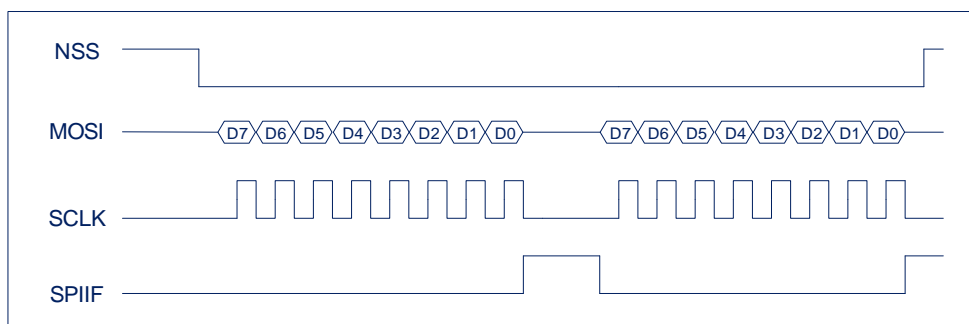 NSS
MOSI D7 D6 D5 D4 D3 D2 D1 D0 D7 D6 D5 D4 D3 D2 D1 D0
SCLK
SPIIF